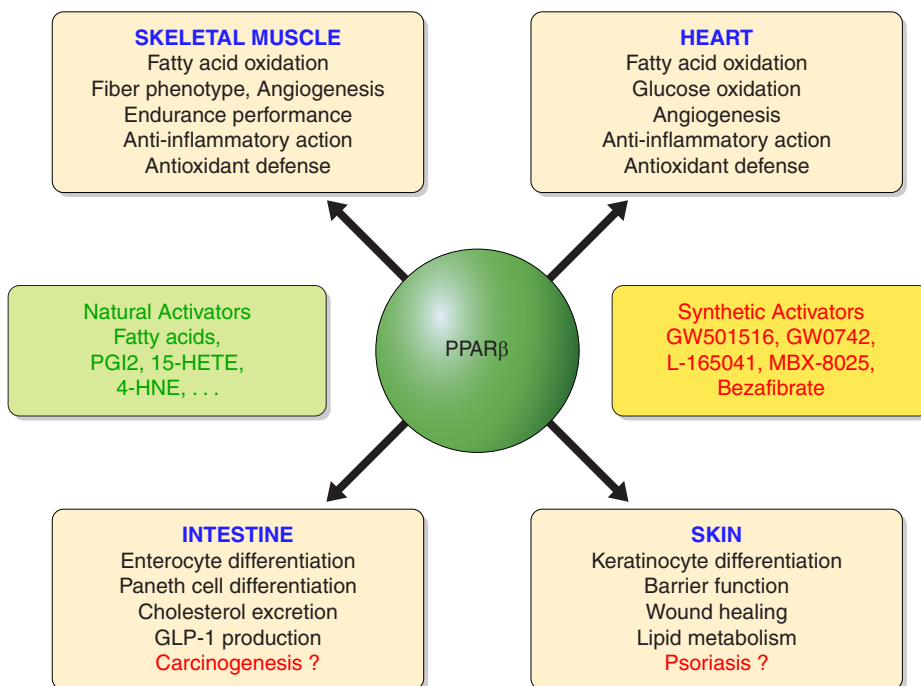 SKELETAL MUSCLE
Fatty acid oxidation
Fiber phenotype, Angiogenesis
Endurance performance
Anti-inflammatory action
Antioxidant defense
HEART
Fatty acid oxidation
Glucose oxidation
Angiogenesis
Anti-inflammatory action
Antioxidant defense
Natural Activators
Fatty acids,
PGI2, 15-HETE,
4-HNE, . . .
PPARβ
Synthetic Activators
GW501516, GW0742,
L-165041, MBX-8025,
Bezafibrate
INTESTINE
Enterocyte differentiation
Paneth cell differentiation
Cholesterol excretion
GLP-1 production
Carcinogenesis ?
SKIN
Keratinocyte differentiation
Barrier function
Wound healing
Lipid metabolism
Psoriasis ?